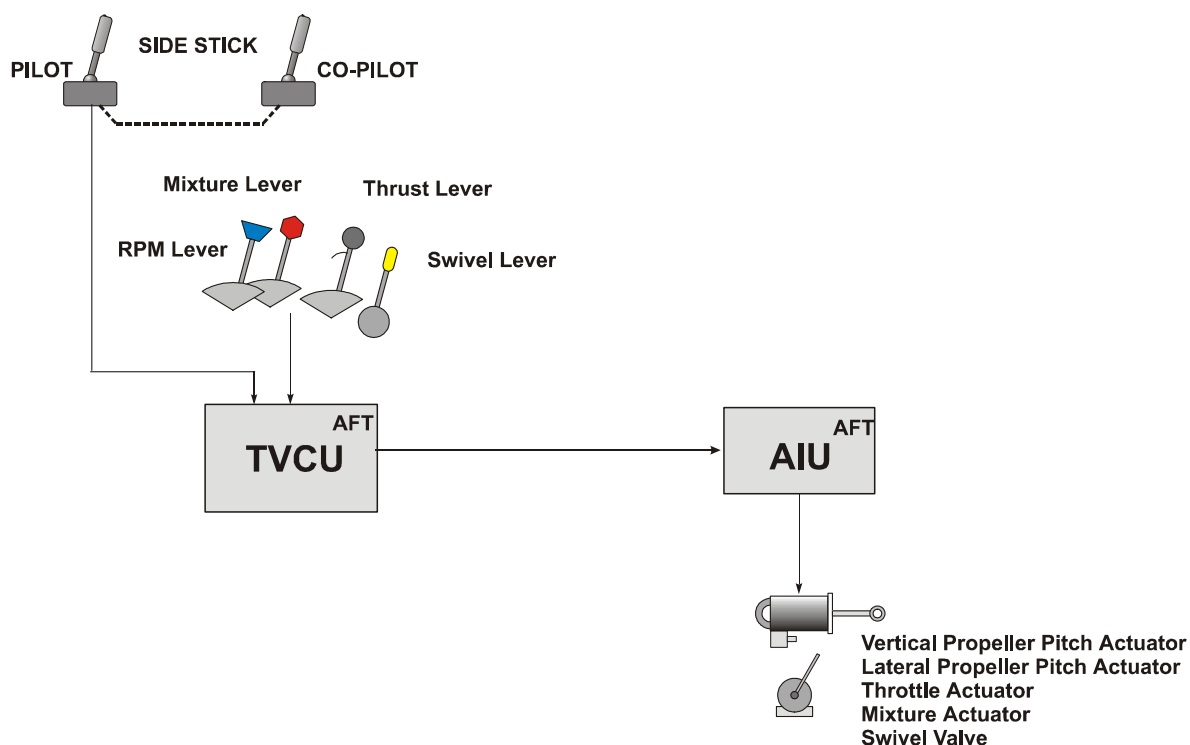 SIDE STICK
PILOT
CO-PILOT
Mixture Lever
Thrust Lever
RPM Lever
Swivel Lever
AFT
TVCU
AFT
AIU
Vertical Propeller Pitch Actuator
Lateral Propeller Pitch Actuator
Throttle Actuator
Mixture Actuator
Swivel Valve